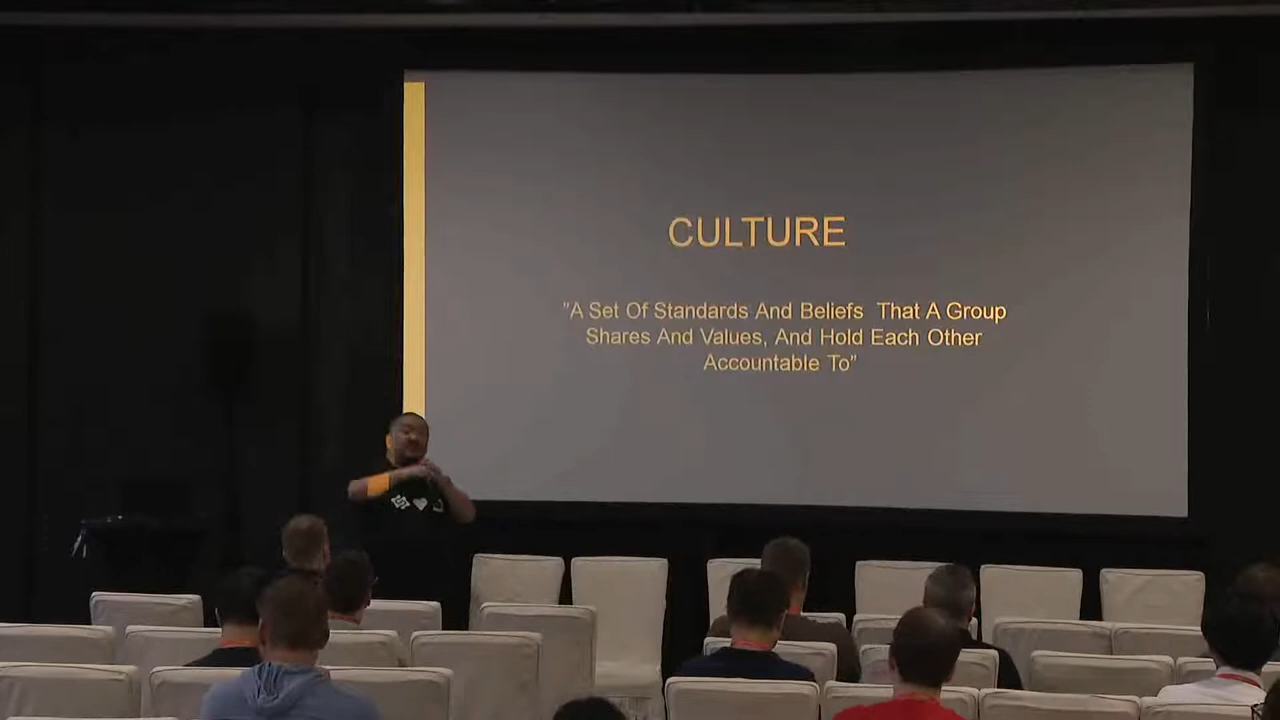 CULTURE
"A Set Of Standards And Beliefs That A Group
Shares And Values, And Hold Each Other
Accountable To"